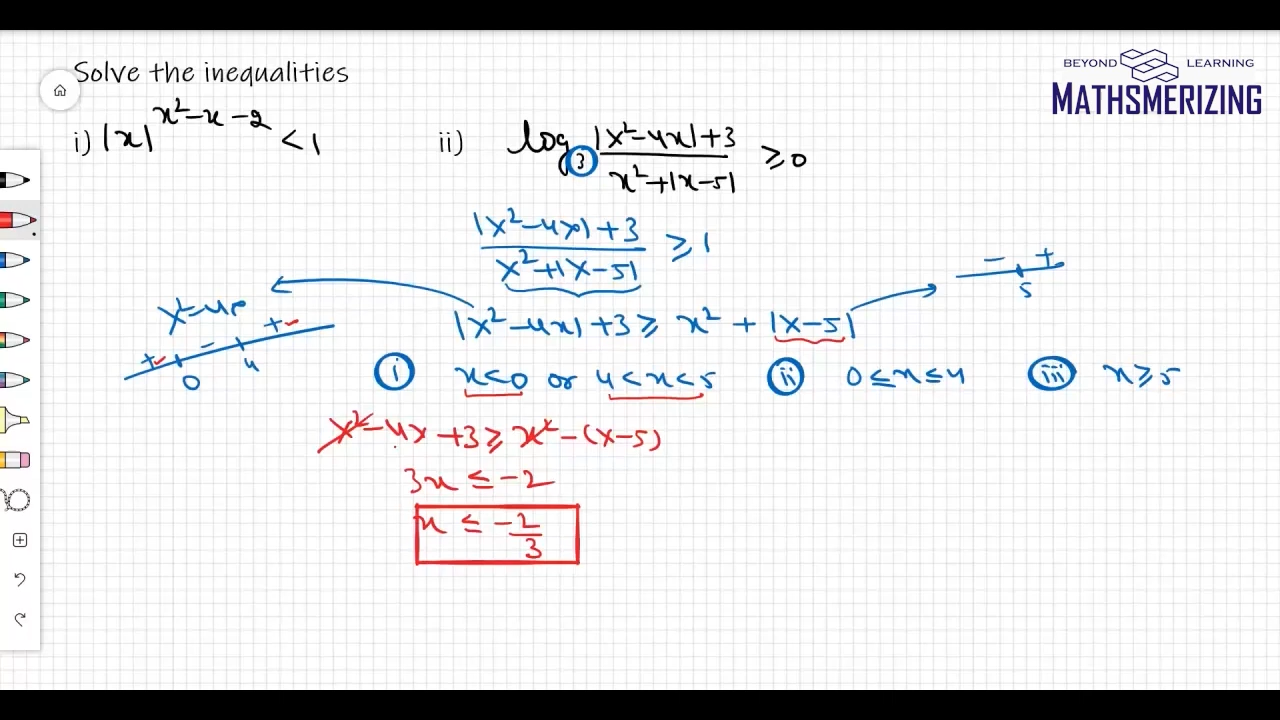 Solve the inequalities
BEYOND LEARNING
MATHSMERIZING
i) |x|^(x²-x-2) < 1
ii) log₃ (|x²-4x|+3)/(x²+|x-5|) ≥ 0
(|x²-4x|+3)/(x²+|x-5|) ≥ 1
- +
5
x²-4x
+ - +
0 4
|x²-4x|+3 ≥ x² + |x-5|
i x<0 or 4<x<5 ii 0≤x≤4 iii x≥5
x²-4x+3 ≥ x²-(x-5)
3x ≤ -2
x ≤ -2/3